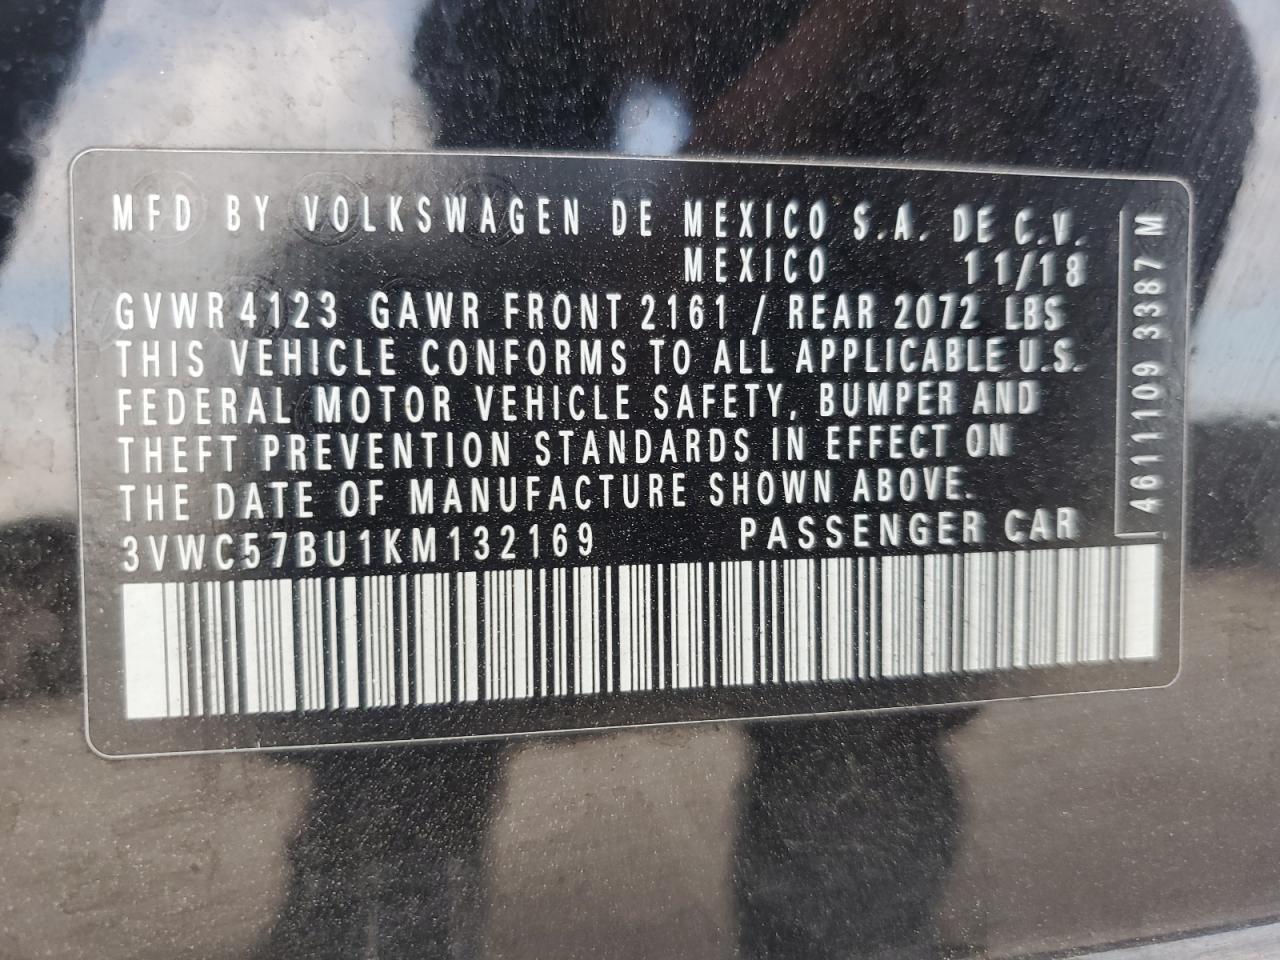 MFD BY VOLKSWAGEN DE MEXICO S.A. DE C.V.
MEXICO 11/18
GVWR 4123 GAWR FRONT 2161 / REAR 2072 LBS
THIS VEHICLE CONFORMS TO ALL APPLICABLE U.S.
FEDERAL MOTOR VEHICLE SAFETY, BUMPER AND
THEFT PREVENTION STANDARDS IN EFFECT ON
THE DATE OF MANUFACTURE SHOWN ABOVE.
3VWC57BU1KM132169 PASSENGER CAR
4611109 3387 M